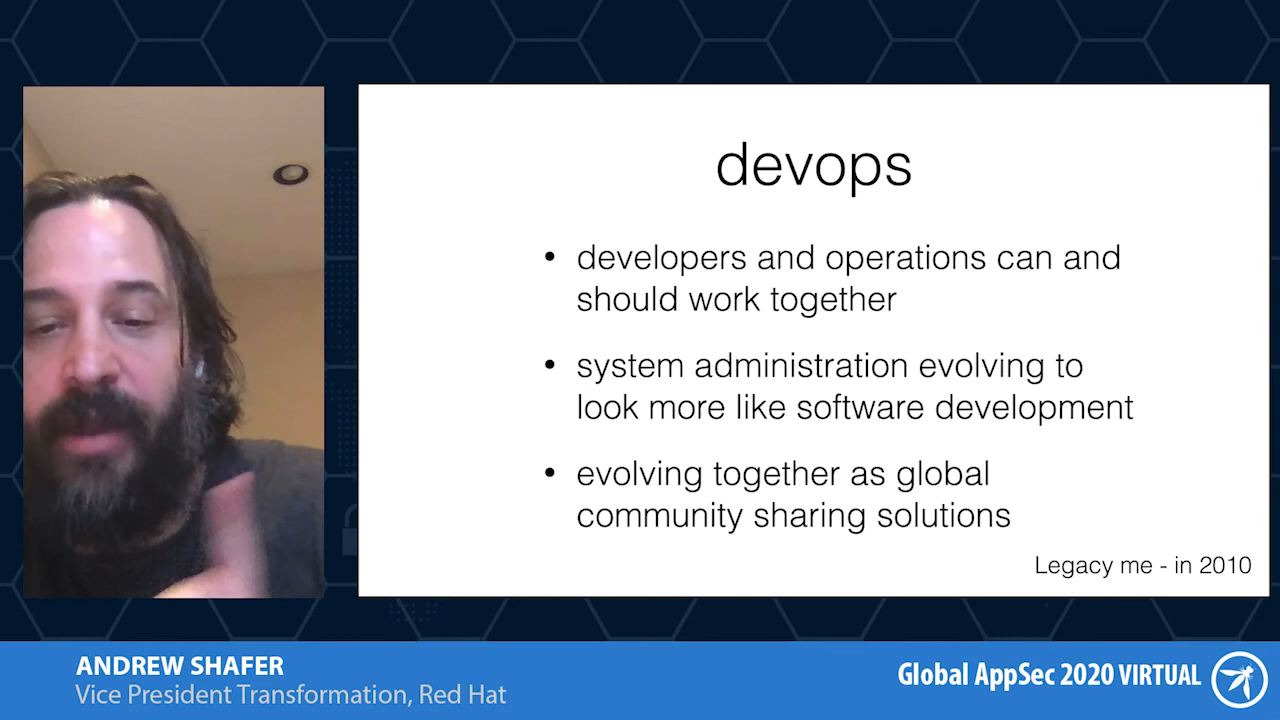 devops
• developers and operations can and
should work together
• system administration evolving to
look more like software development
• evolving together as global
community sharing solutions
Legacy me - in 2010
ANDREW SHAFER
Vice President Transformation, Red Hat
Global AppSec 2020 VIRTUAL